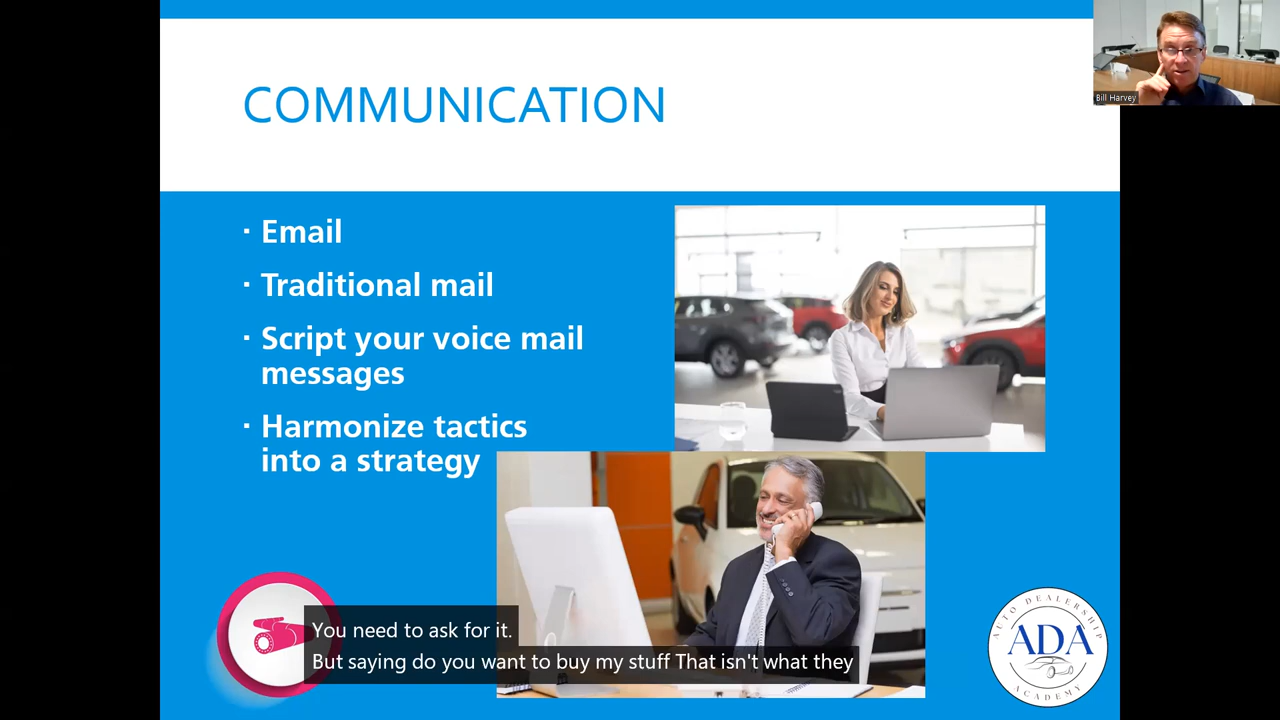 COMMUNICATION
Bill Harvey
· Email
· Traditional mail
· Script your voice mail
messages
· Harmonize tactics
into a strategy
You need to ask for it.
But saying do you want to buy my stuff That isn't what they
AUTO DEALERSHIP
ADA
ACADEMY